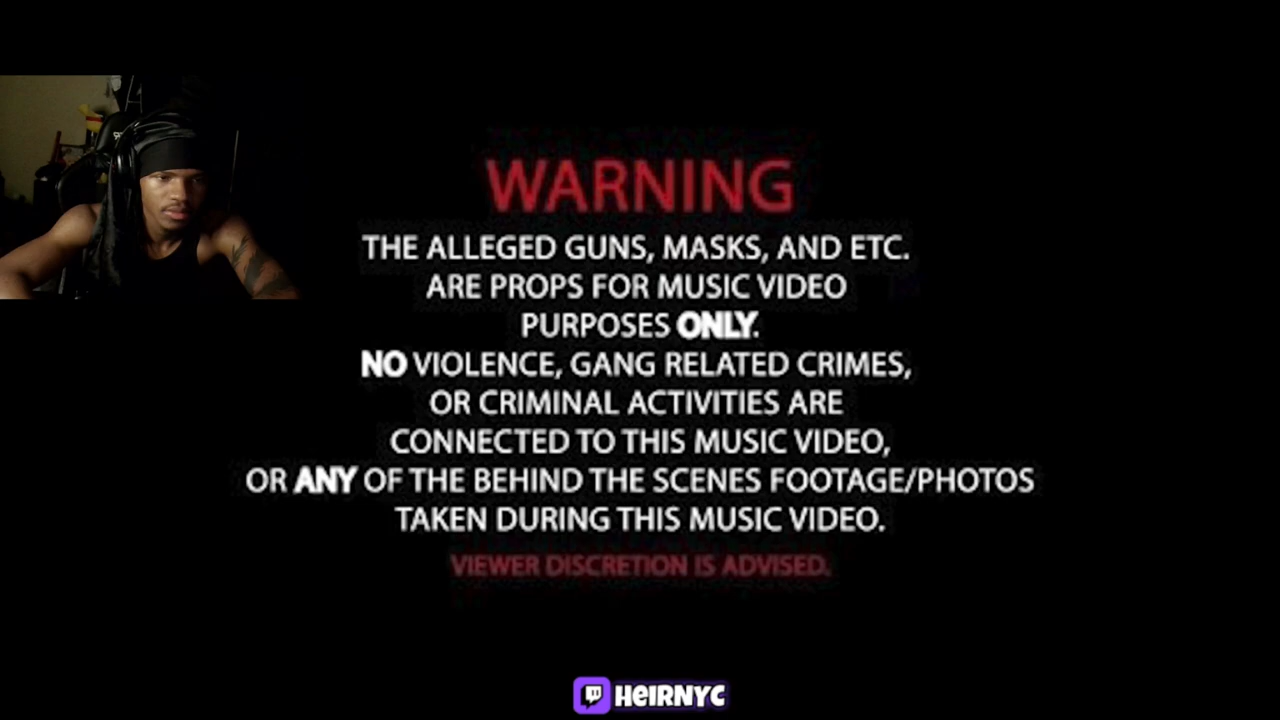 WARNING
THE ALLEGED GUNS, MASKS, AND ETC.
ARE PROPS FOR MUSIC VIDEO
PURPOSES ONLY.
NO VIOLENCE, GANG RELATED CRIMES,
OR CRIMINAL ACTIVITIES ARE
CONNECTED TO THIS MUSIC VIDEO,
OR ANY OF THE BEHIND THE SCENES FOOTAGE/PHOTOS
TAKEN DURING THIS MUSIC VIDEO.
VIEWER DISCRETION IS ADVISED.
HeIRNYC